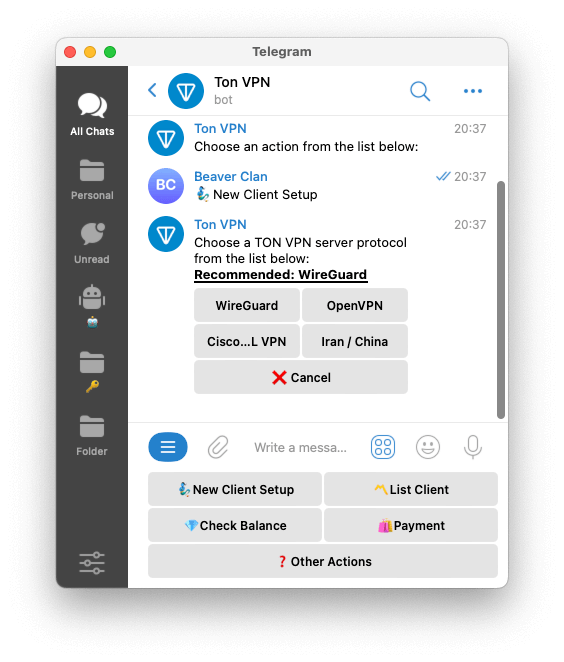 Telegram
Ton VPN
bot
All Chats
Personal
Unread
Folder
Ton VPN 20:37
Choose an action from the list below:
Beaver Clan 20:37
BC
🧞‍♂️ New Client Setup
Ton VPN 20:37
Choose a TON VPN server protocol
from the list below:
Recommended: WireGuard
WireGuard OpenVPN
Cisco...L VPN Iran / China
❌ Cancel
Write a messa...
🧞‍♂️New Client Setup 〽️List Client
💎Check Balance 🛍Payment
❓Other Actions